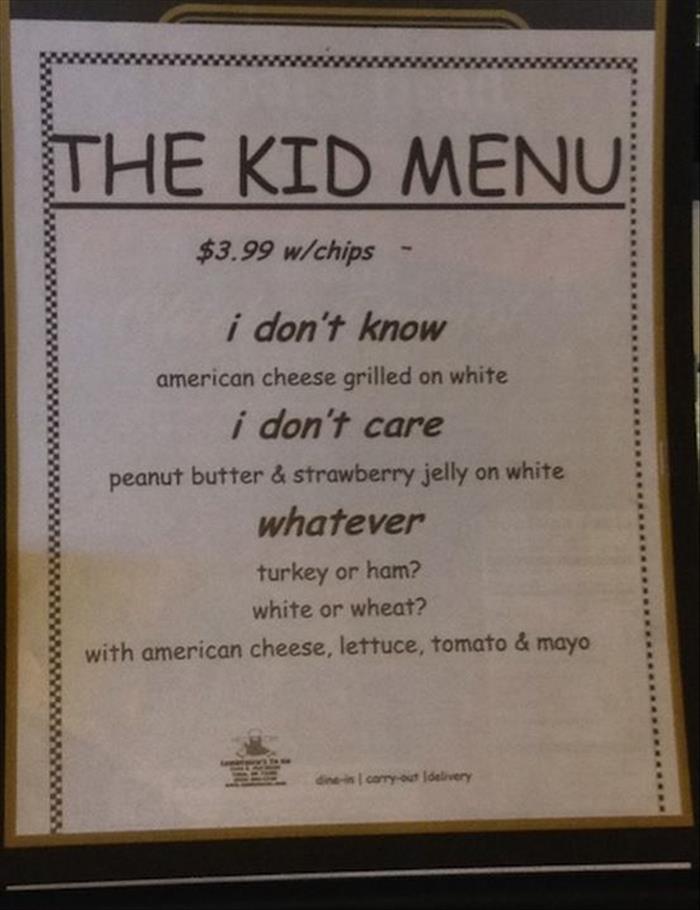 THE KID MENU
$3.99 w/chips ~
i don't know
american cheese grilled on white
i don't care
peanut butter & strawberry jelly on white
whatever
turkey or ham?
white or wheat?
with american cheese, lettuce, tomato & mayo
dine-in | carry-out |delivery